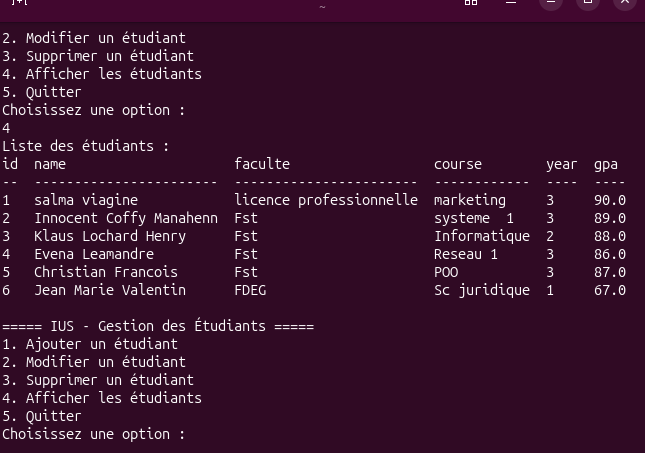 ~
2. Modifier un étudiant
3. Supprimer un étudiant
4. Afficher les étudiants
5. Quitter
Choisissez une option :
4
Liste des étudiants :
id  name                     faculte                  course        year  gpa
--  -----------------------  -----------------------  ------------  ----  ----
1   salma viagine            licence professionnelle  marketing     3     90.0
2   Innocent Coffy Manahenn  Fst                      systeme  1    3     89.0
3   Klaus Lochard Henry      Fst                      Informatique  2     88.0
4   Evena Leamandre          Fst                      Reseau 1      3     86.0
5   Christian Francois       Fst                      POO           3     87.0
6   Jean Marie Valentin      FDEG                     Sc juridique  1     67.0

===== IUS - Gestion des Étudiants =====
1. Ajouter un étudiant
2. Modifier un étudiant
3. Supprimer un étudiant
4. Afficher les étudiants
5. Quitter
Choisissez une option :